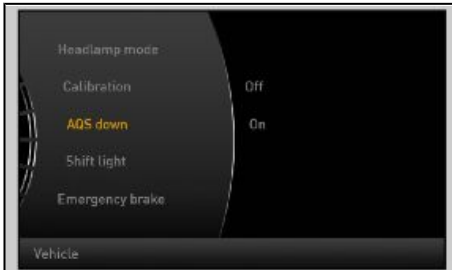 Headlamp mode
Calibration Off
AQS down On
Shift light
Emergency brake
Vehicle